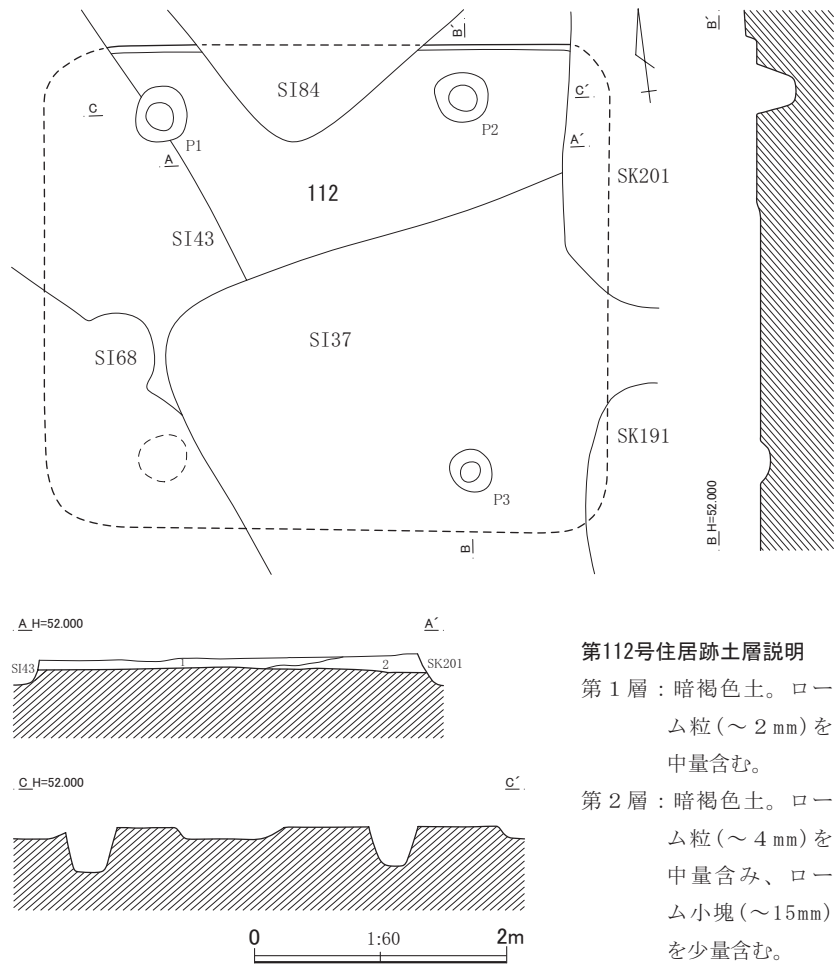 B´
B´
SI84
C
C´
P1
P2
A
A´
SK201
112
SI43
SI37
SI68
SK191
P3
B
B H=52.000
A H=52.000
A´
SI43
1
2
SK201
C H=52.000
C´
0
1:60
2m
第112号住居跡土層説明
第１層：暗褐色土。ロー
ム粒(～２mm)を
中量含む。
第２層：暗褐色土。ロー
ム粒(～４mm)を
中量含み、ロー
ム小塊(～15mm)
を少量含む。